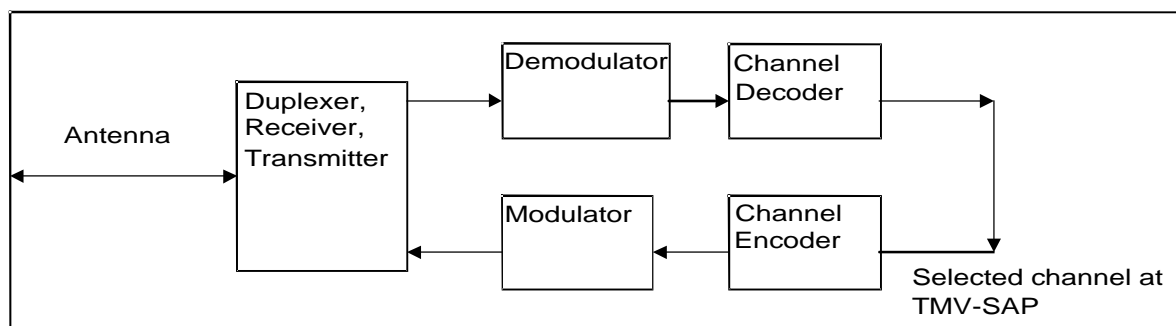 Antenna
Duplexer,
Receiver,
Transmitter
Demodulator
Channel
Decoder
Modulator
Channel
Encoder
Selected channel at
TMV-SAP